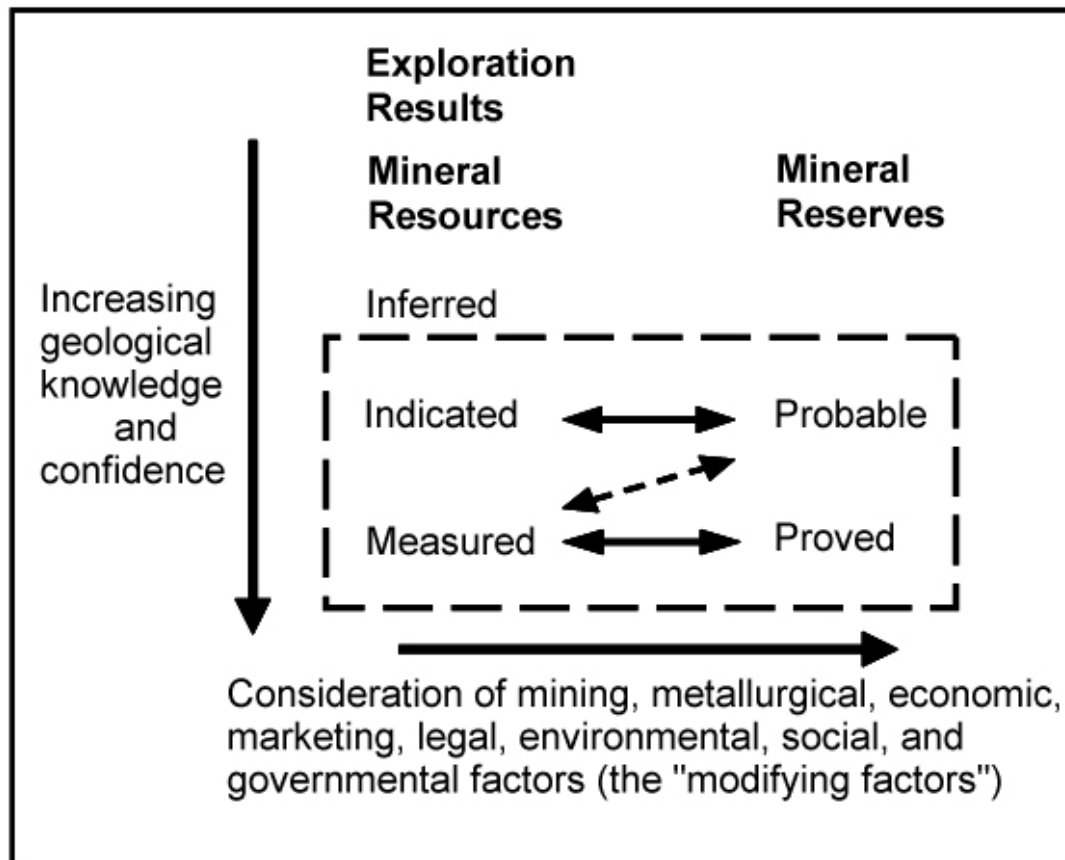 Exploration
Results
Mineral
Resources
Mineral
Reserves
Increasing
geological
knowledge
and
confidence
Inferred
Indicated
Probable
Measured
Proved
Consideration of mining, metallurgical, economic,
marketing, legal, environmental, social, and
governmental factors (the "modifying factors")